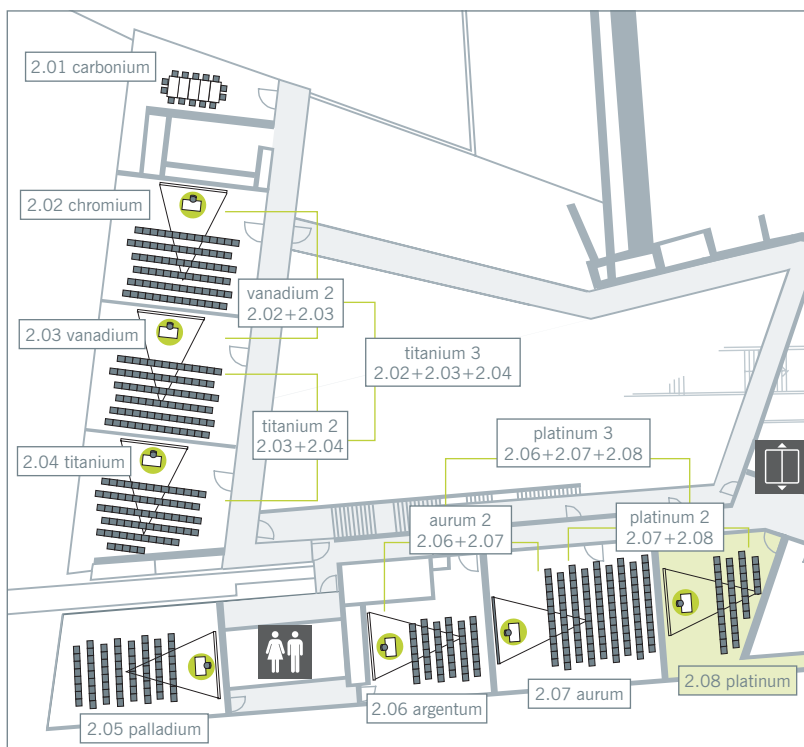 2.01 carbonium
2.02 chromium
vanadium 2
2.02+2.03
2.03 vanadium
titanium 3
2.02+2.03+2.04
titanium 2
2.03+2.04
platinum 3
2.06+2.07+2.08
2.04 titanium
aurum 2
2.06+2.07
platinum 2
2.07+2.08
2.05 palladium
2.06 argentum
2.07 aurum
2.08 platinum